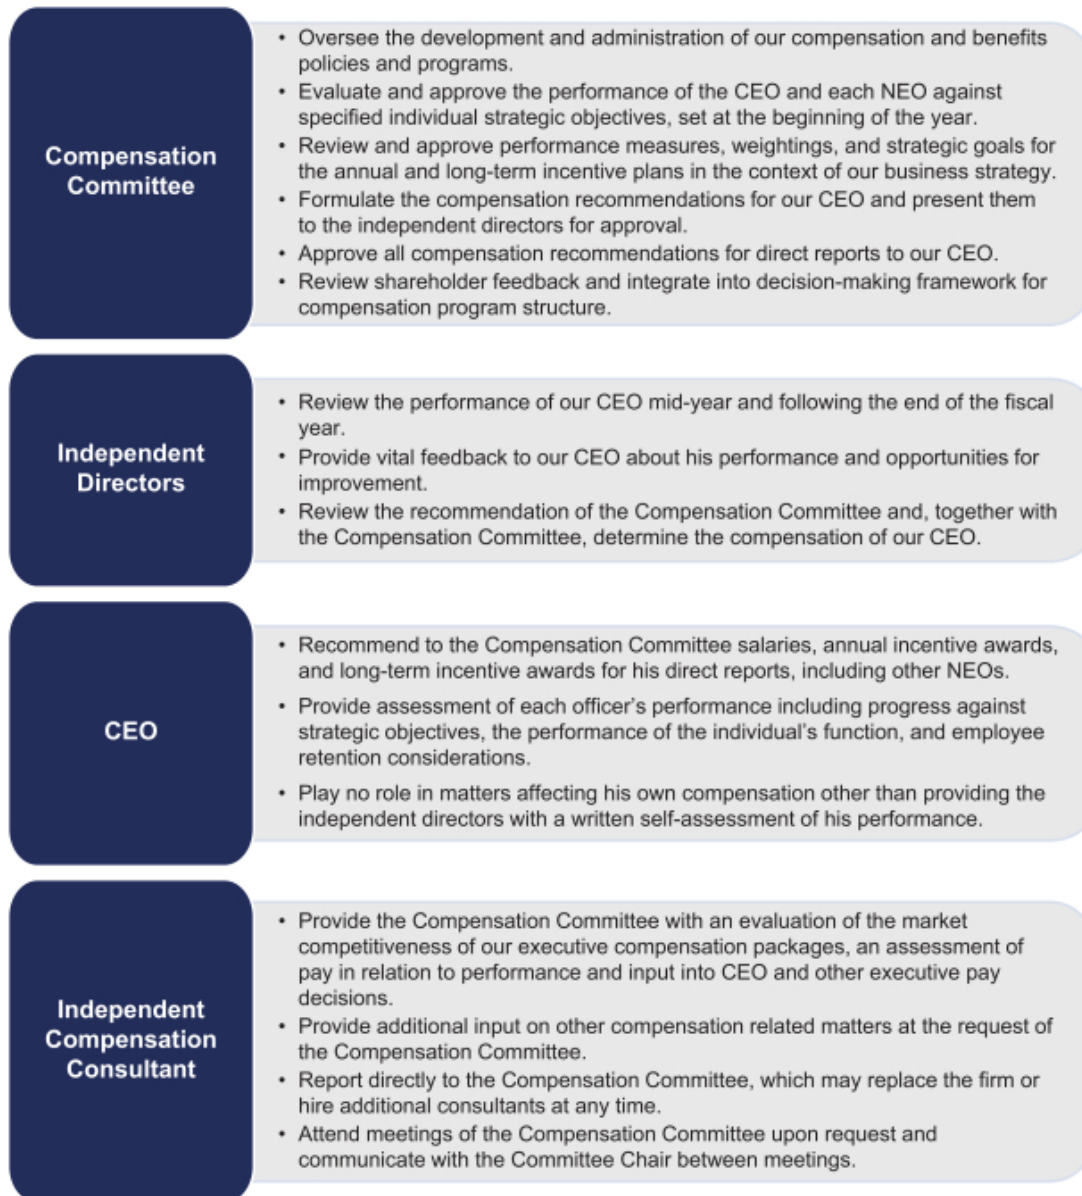 Compensation
Committee
• Oversee the development and administration of our compensation and benefits
policies and programs.
• Evaluate and approve the performance of the CEO and each NEO against
specified individual strategic objectives, set at the beginning of the year.
• Review and approve performance measures, weightings, and strategic goals for
the annual and long-term incentive plans in the context of our business strategy.
• Formulate the compensation recommendations for our CEO and present them
to the independent directors for approval.
• Approve all compensation recommendations for direct reports to our CEO.
• Review shareholder feedback and integrate into decision-making framework for
compensation program structure.
Independent
Directors
• Review the performance of our CEO mid-year and following the end of the fiscal
year.
• Provide vital feedback to our CEO about his performance and opportunities for
improvement.
• Review the recommendation of the Compensation Committee and, together with
the Compensation Committee, determine the compensation of our CEO.
CEO
• Recommend to the Compensation Committee salaries, annual incentive awards,
and long-term incentive awards for his direct reports, including other NEOs.
• Provide assessment of each officer's performance including progress against
strategic objectives, the performance of the individual's function, and employee
retention considerations.
• Play no role in matters affecting his own compensation other than providing the
independent directors with a written self-assessment of his performance.
Independent
Compensation
Consultant
• Provide the Compensation Committee with an evaluation of the market
competitiveness of our executive compensation packages, an assessment of
pay in relation to performance and input into CEO and other executive pay
decisions.
• Provide additional input on other compensation related matters at the request of
the Compensation Committee.
• Report directly to the Compensation Committee, which may replace the firm or
hire additional consultants at any time.
• Attend meetings of the Compensation Committee upon request and
communicate with the Committee Chair between meetings.